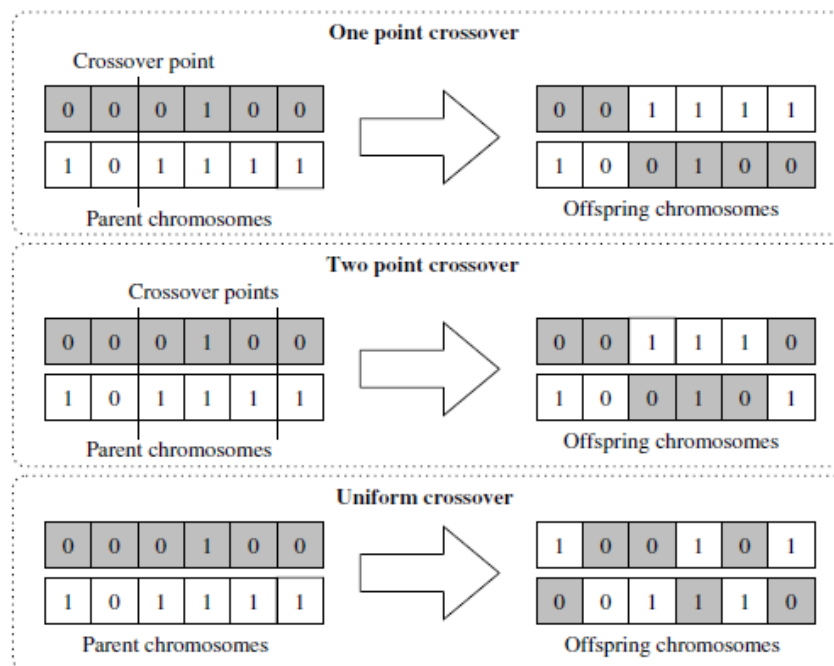 One point crossover
Crossover point
0 0 0 1 0 0
1 0 1 1 1 1
Parent chromosomes
0 0 1 1 1 1
1 0 0 1 0 0
Offspring chromosomes
Two point crossover
Crossover points
0 0 0 1 0 0
1 0 1 1 1 1
Parent chromosomes
0 0 1 1 1 0
1 0 0 1 0 1
Offspring chromosomes
Uniform crossover
0 0 0 1 0 0
1 0 1 1 1 1
Parent chromosomes
1 0 0 1 0 1
0 0 1 1 1 0
Offspring chromosomes